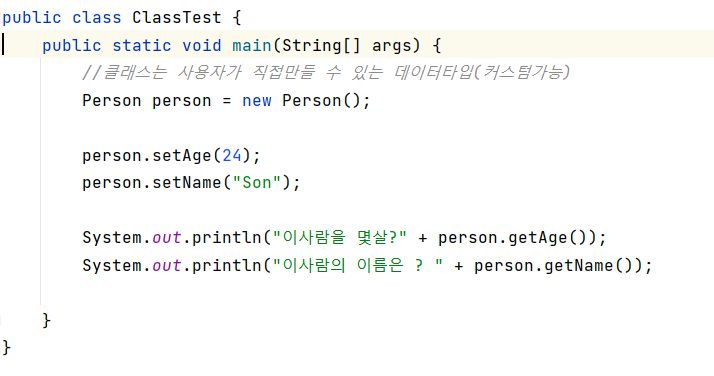 public class ClassTest {
public static void main(String[] args) {
//클래스는 사용자가 직접만들 수 있는 데이터타입(커스텀가능)
Person person = new Person();
person.setAge(24);
person.setName("Son");
System.out.println("이사람을 몇살?" + person.getAge());
System.out.println("이사람의 이름은 ? " + person.getName());
}
}